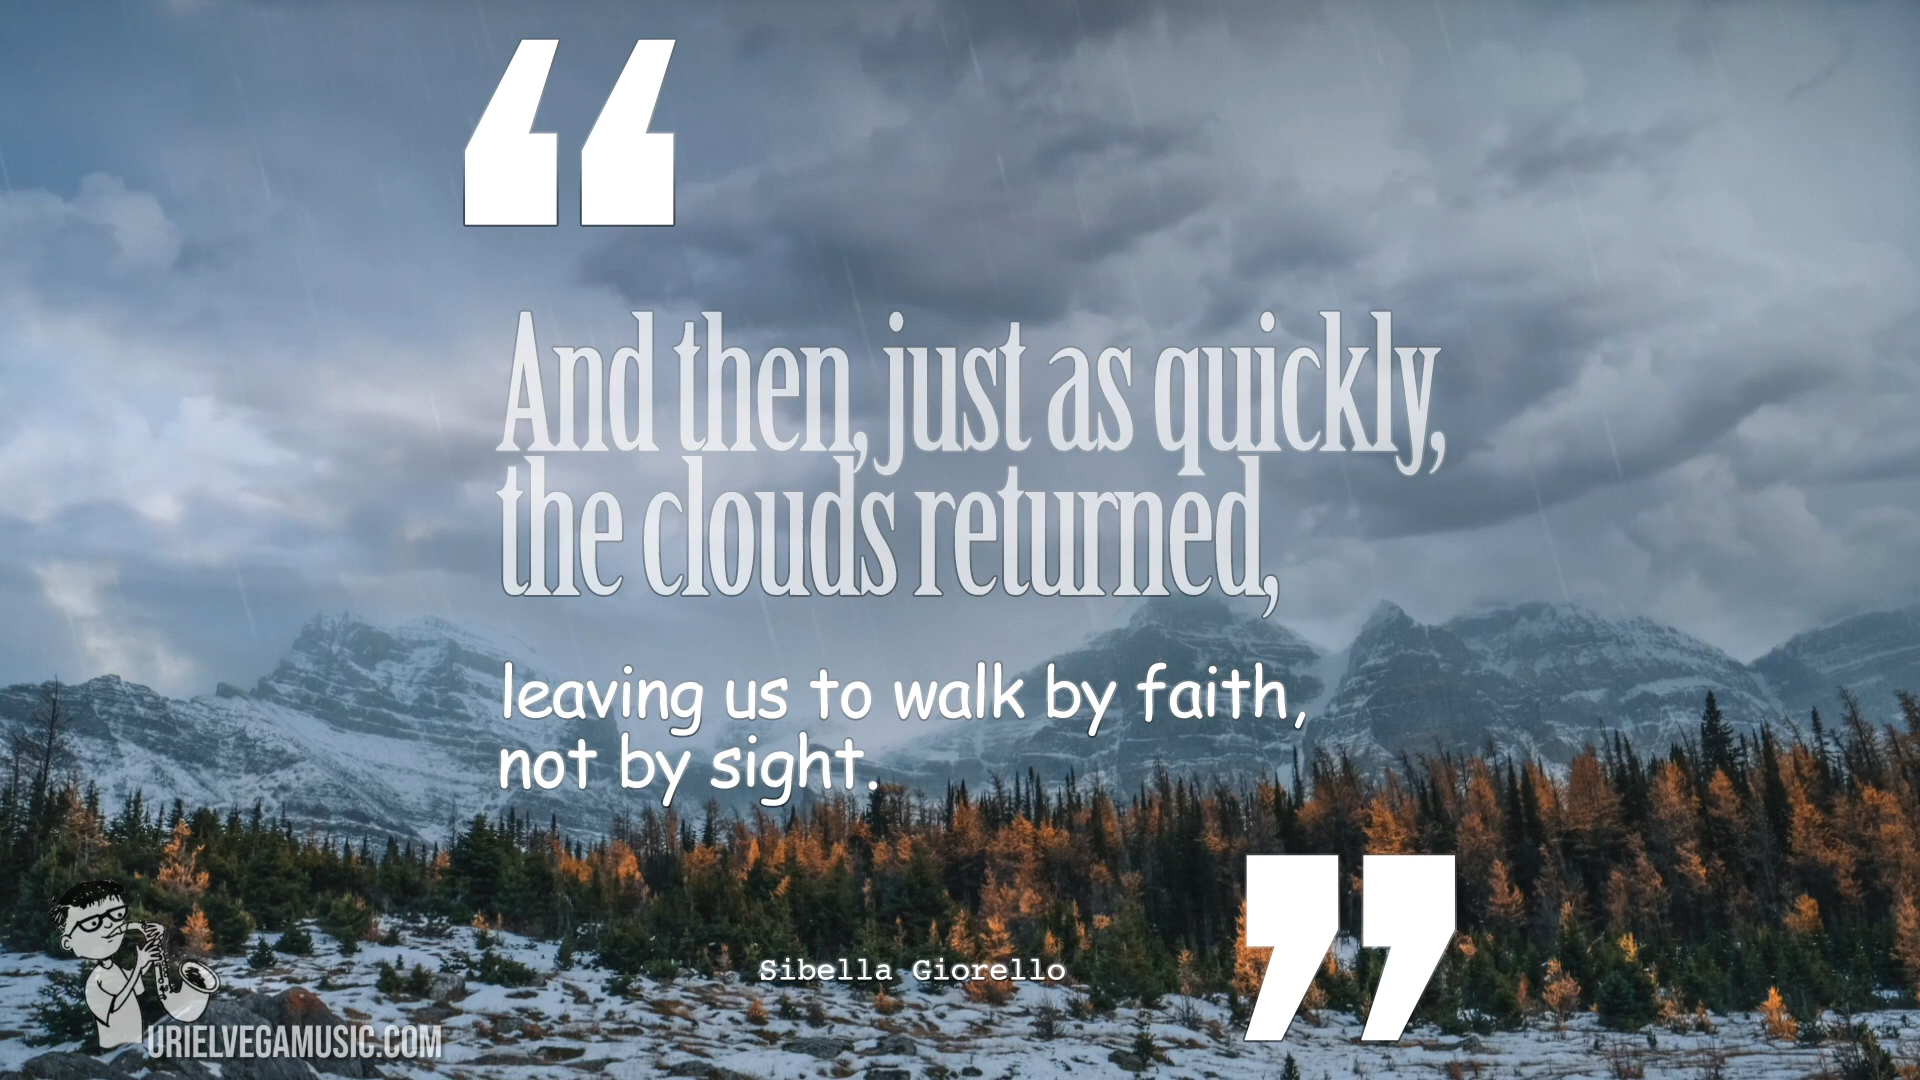 “
And then, just as quickly,
the clouds returned,
leaving us to walk by faith,
not by sight.
”
Sibella Giorello
URIELVEGAMUSIC.COM